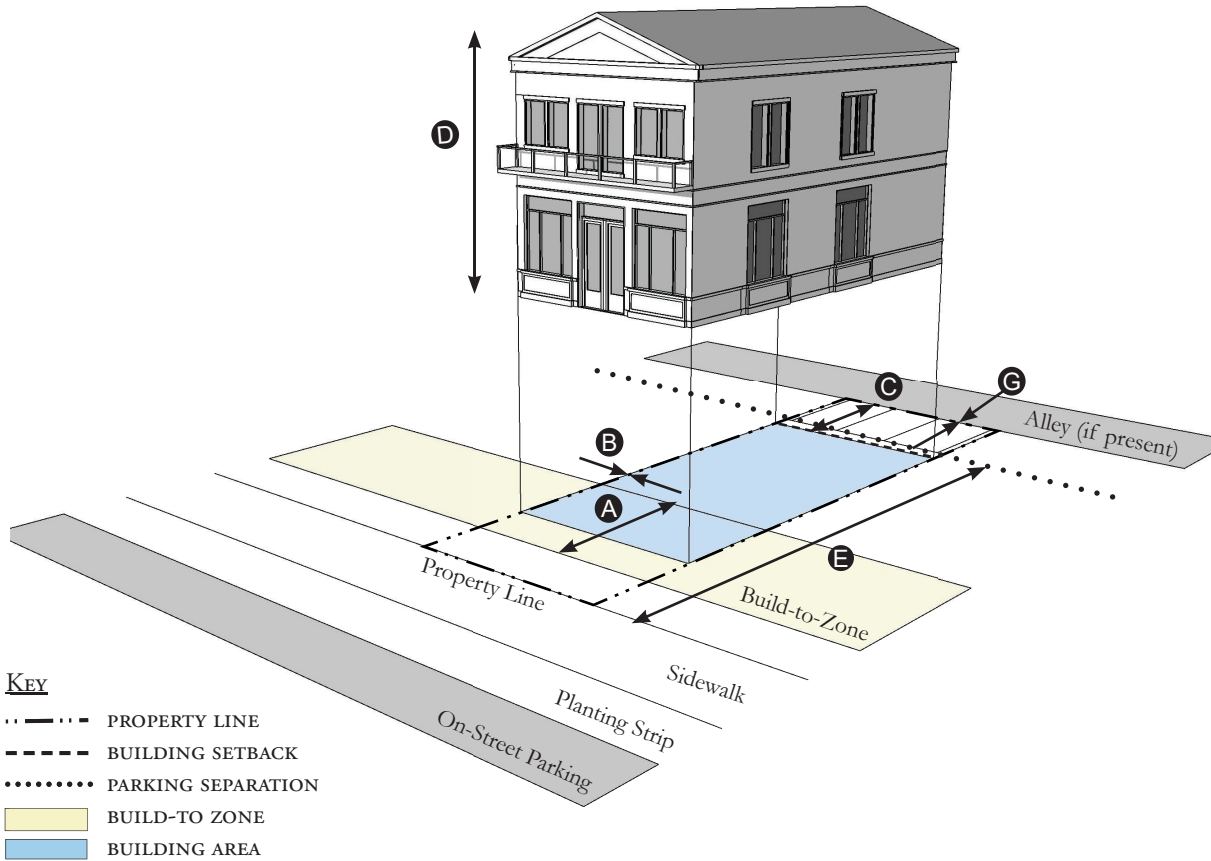 D
C
G
Alley (if present)
B
A
E
Property Line
Build-to-Zone
Sidewalk
Planting Strip
On-Street Parking
KEY
PROPERTY LINE
BUILDING SETBACK
PARKING SEPARATION
BUILD-TO ZONE
BUILDING AREA